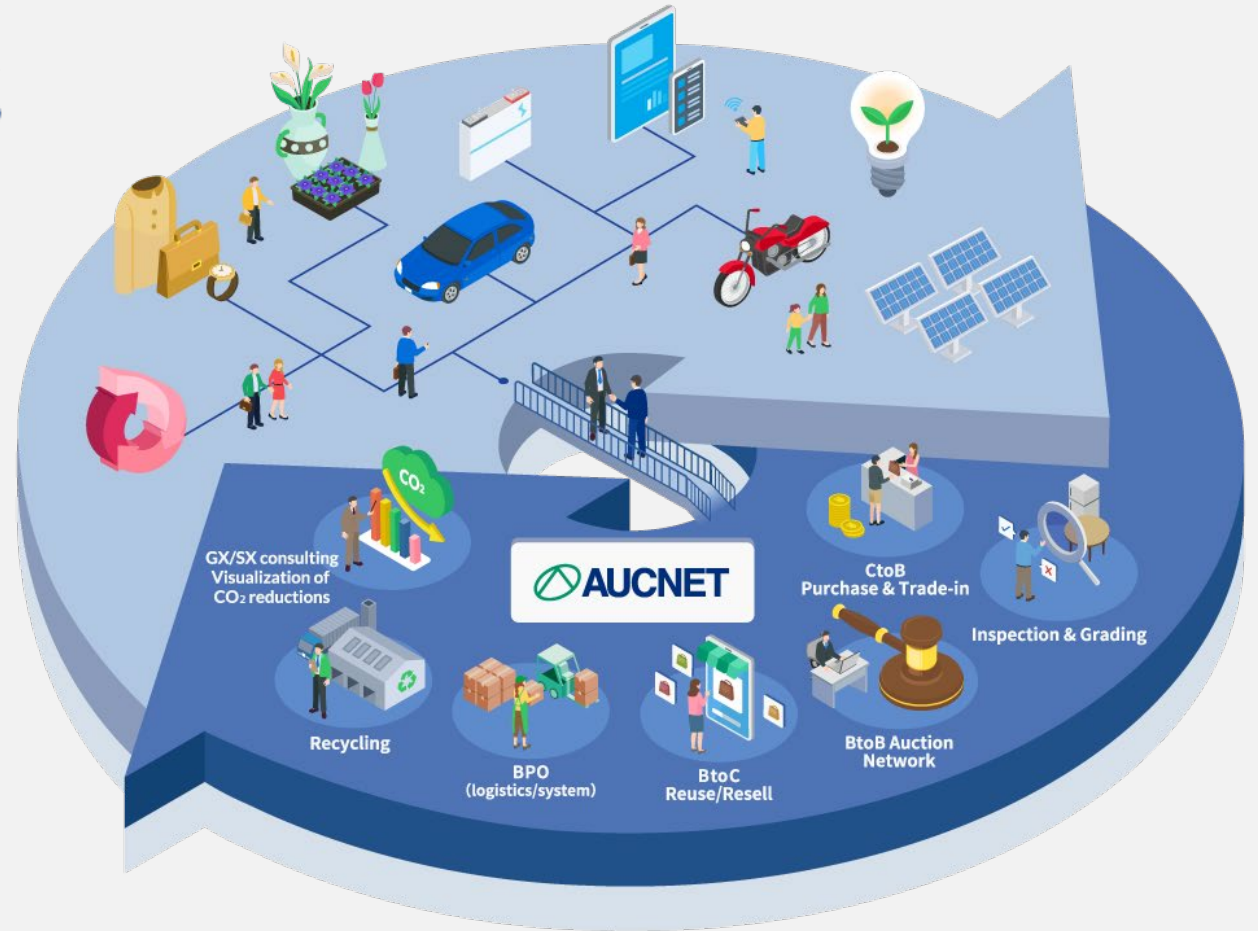 CO₂
GX/SX consulting
Visualization of
CO₂ reductions
AUCNET
CtoB
Purchase & Trade-in
Inspection & Grading
Recycling
BPO
(logistics/system)
BtoC
Reuse/Resell
BtoB Auction
Network